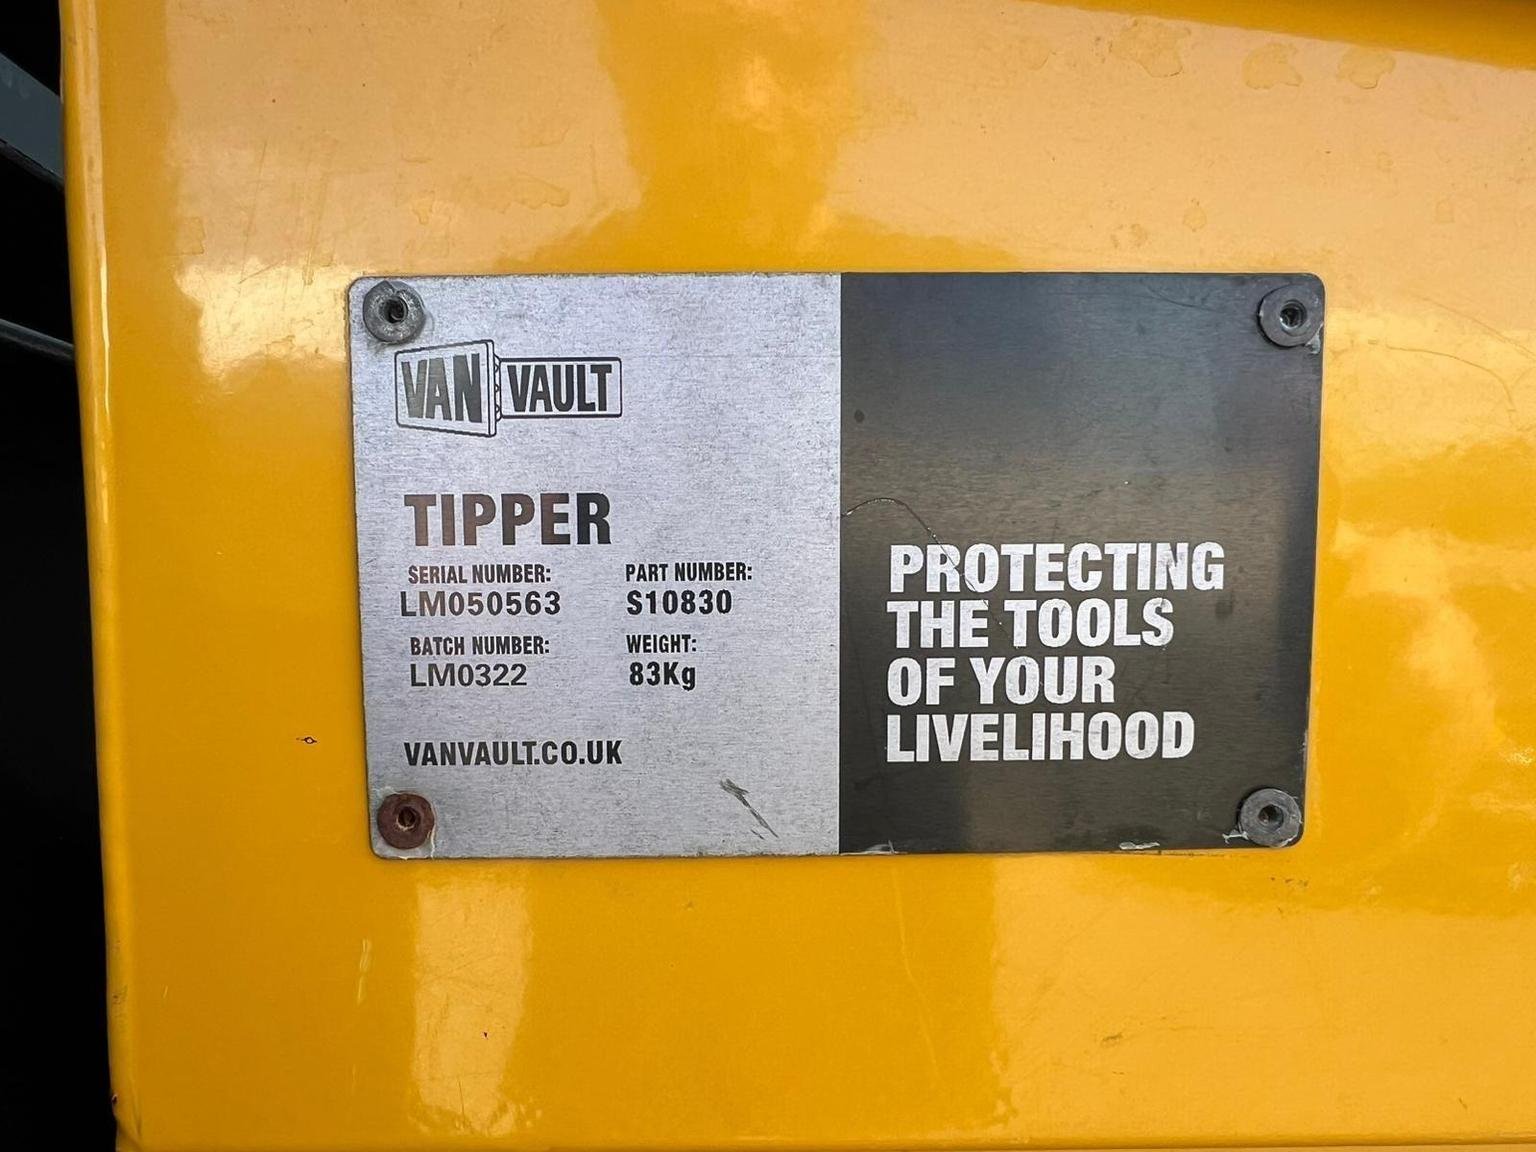 VAN VAULT
TIPPER
SERIAL NUMBER: PART NUMBER:
LM050563 S10830
BATCH NUMBER: WEIGHT:
LM0322 83Kg
VANVAULT.CO.UK
PROTECTING
THE TOOLS
OF YOUR
LIVELIHOOD